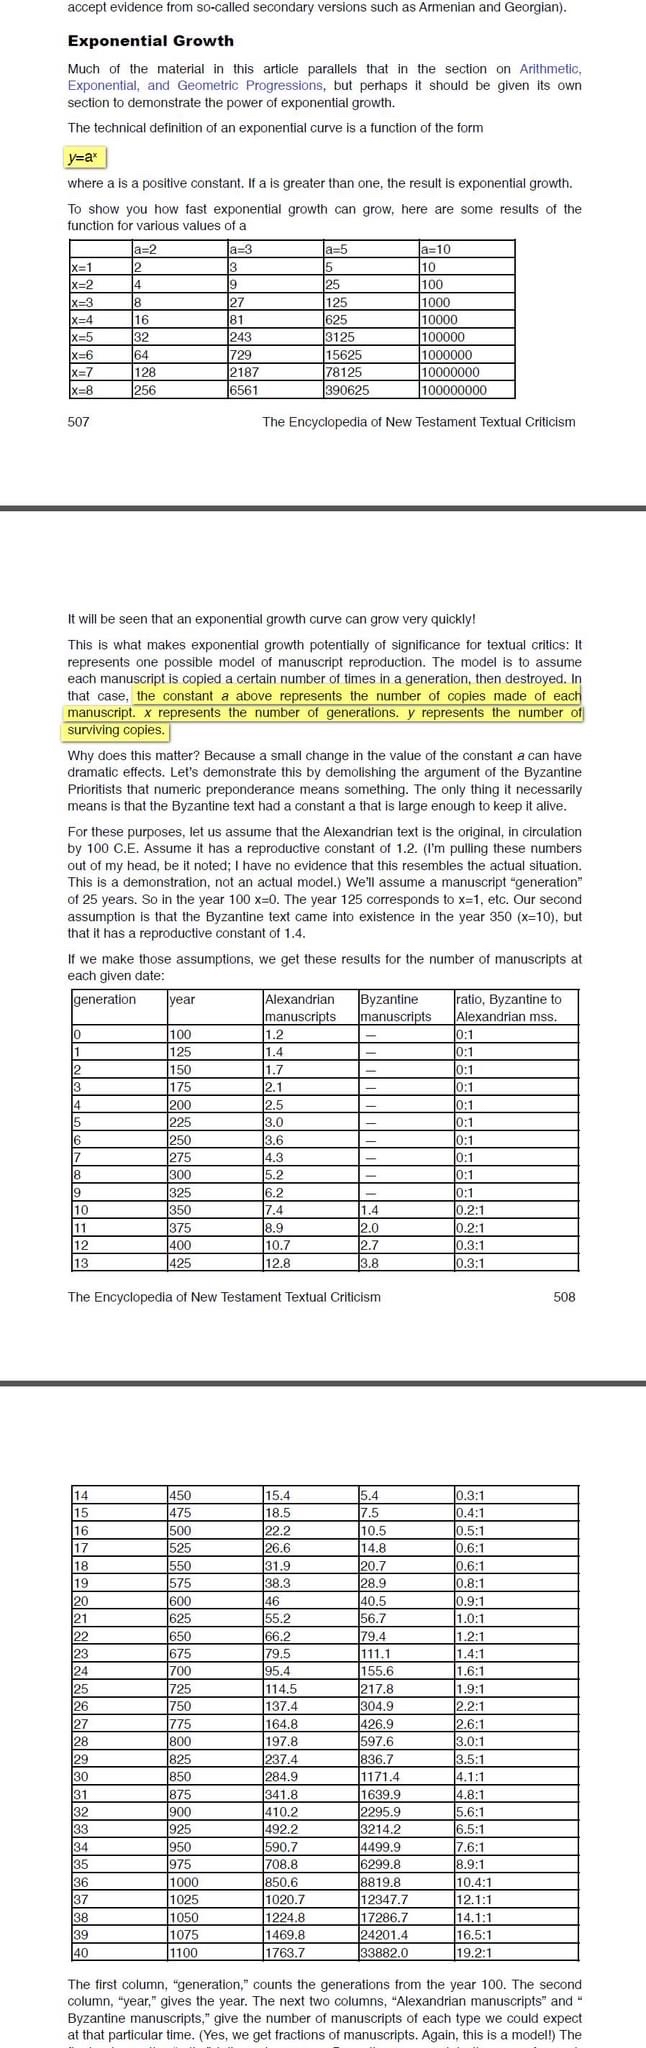 accept evidence from so-called secondary versions such as Armenian and Georgian).
Exponential Growth
Much of the material in this article parallels that in the section on Arithmetic,
Exponential, and Geometric Progressions, but perhaps it should be given its own
section to demonstrate the power of exponential growth.
The technical definition of an exponential curve is a function of the form
y=aˣ
where a is a positive constant. If a is greater than one, the result is exponential growth.
To show you how fast exponential growth can grow, here are some results of the
function for various values of a
a=2 a=3 a=5 a=10
x=1 2 3 5 10
x=2 4 9 25 100
x=3 8 27 125 1000
x=4 16 81 625 10000
x=5 32 243 3125 100000
x=6 64 729 15625 1000000
x=7 128 2187 78125 10000000
x=8 256 6561 390625 100000000
507 The Encyclopedia of New Testament Textual Criticism
It will be seen that an exponential growth curve can grow very quickly!
This is what makes exponential growth potentially of significance for textual critics: It
represents one possible model of manuscript reproduction. The model is to assume
each manuscript is copied a certain number of times in a generation, then destroyed. In
that case, the constant a above represents the number of copies made of each
manuscript. x represents the number of generations. y represents the number of
surviving copies.
Why does this matter? Because a small change in the value of the constant a can have
dramatic effects. Let's demonstrate this by demolishing the argument of the Byzantine
Prioritists that numeric preponderance means something. The only thing it necessarily
means is that the Byzantine text had a constant a that is large enough to keep it alive.
For these purposes, let us assume that the Alexandrian text is the original, in circulation
by 100 C.E. Assume it has a reproductive constant of 1.2. (I'm pulling these numbers
out of my head, be it noted; I have no evidence that this resembles the actual situation.
This is a demonstration, not an actual model.) We'll assume a manuscript “generation”
of 25 years. So in the year 100 x=0. The year 125 corresponds to x=1, etc. Our second
assumption is that the Byzantine text came into existence in the year 350 (x=10), but
that it has a reproductive constant of 1.4.
If we make those assumptions, we get these results for the number of manuscripts at
each given date:
generation year Alexandrian Byzantine ratio, Byzantine to
manuscripts manuscripts Alexandrian mss.
0 100 1.2 — 0:1
1 125 1.4 — 0:1
2 150 1.7 — 0:1
3 175 2.1 — 0:1
4 200 2.5 — 0:1
5 225 3.0 — 0:1
6 250 3.6 — 0:1
7 275 4.3 — 0:1
8 300 5.2 — 0:1
9 325 6.2 — 0:1
10 350 7.4 1.4 0.2:1
11 375 8.9 2.0 0.2:1
12 400 10.7 2.7 0.3:1
13 425 12.8 3.8 0.3:1
The Encyclopedia of New Testament Textual Criticism 508
14 450 15.4 5.4 0.3:1
15 475 18.5 7.5 0.4:1
16 500 22.2 10.5 0.5:1
17 525 26.6 14.8 0.6:1
18 550 31.9 20.7 0.6:1
19 575 38.3 28.9 0.8:1
20 600 46 40.5 0.9:1
21 625 55.2 56.7 1.0:1
22 650 66.2 79.4 1.2:1
23 675 79.5 111.1 1.4:1
24 700 95.4 155.6 1.6:1
25 725 114.5 217.8 1.9:1
26 750 137.4 304.9 2.2:1
27 775 164.8 426.9 2.6:1
28 800 197.8 597.6 3.0:1
29 825 237.4 836.7 3.5:1
30 850 284.9 1171.4 4.1:1
31 875 341.8 1639.9 4.8:1
32 900 410.2 2295.9 5.6:1
33 925 492.2 3214.2 6.5:1
34 950 590.7 4499.9 7.6:1
35 975 708.8 6299.8 8.9:1
36 1000 850.6 8819.8 10.4:1
37 1025 1020.7 12347.7 12.1:1
38 1050 1224.8 17286.7 14.1:1
39 1075 1469.8 24201.4 16.5:1
40 1100 1763.7 33882.0 19.2:1
The first column, “generation,” counts the generations from the year 100. The second
column, “year,” gives the year. The next two columns, “Alexandrian manuscripts” and “
Byzantine manuscripts,” give the number of manuscripts of each type we could expect
at that particular time. (Yes, we get fractions of manuscripts. Again, this is a model!) The